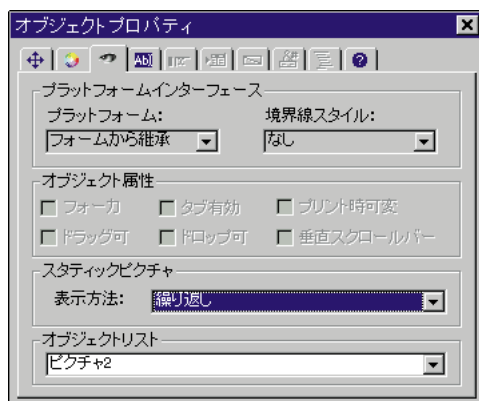 オブジェクトプロパティ
プラットフォームインターフェース
プラットフォーム: 境界線スタイル:
フォームから継承 なし
オブジェクト属性
フォーカ タブ有効 プリント時可変
ドラッグ可 ドロップ可 垂直スクロールバー
スタティックピクチャ
表示方法: 繰り返し
オブジェクトリスト
ピクチャ2